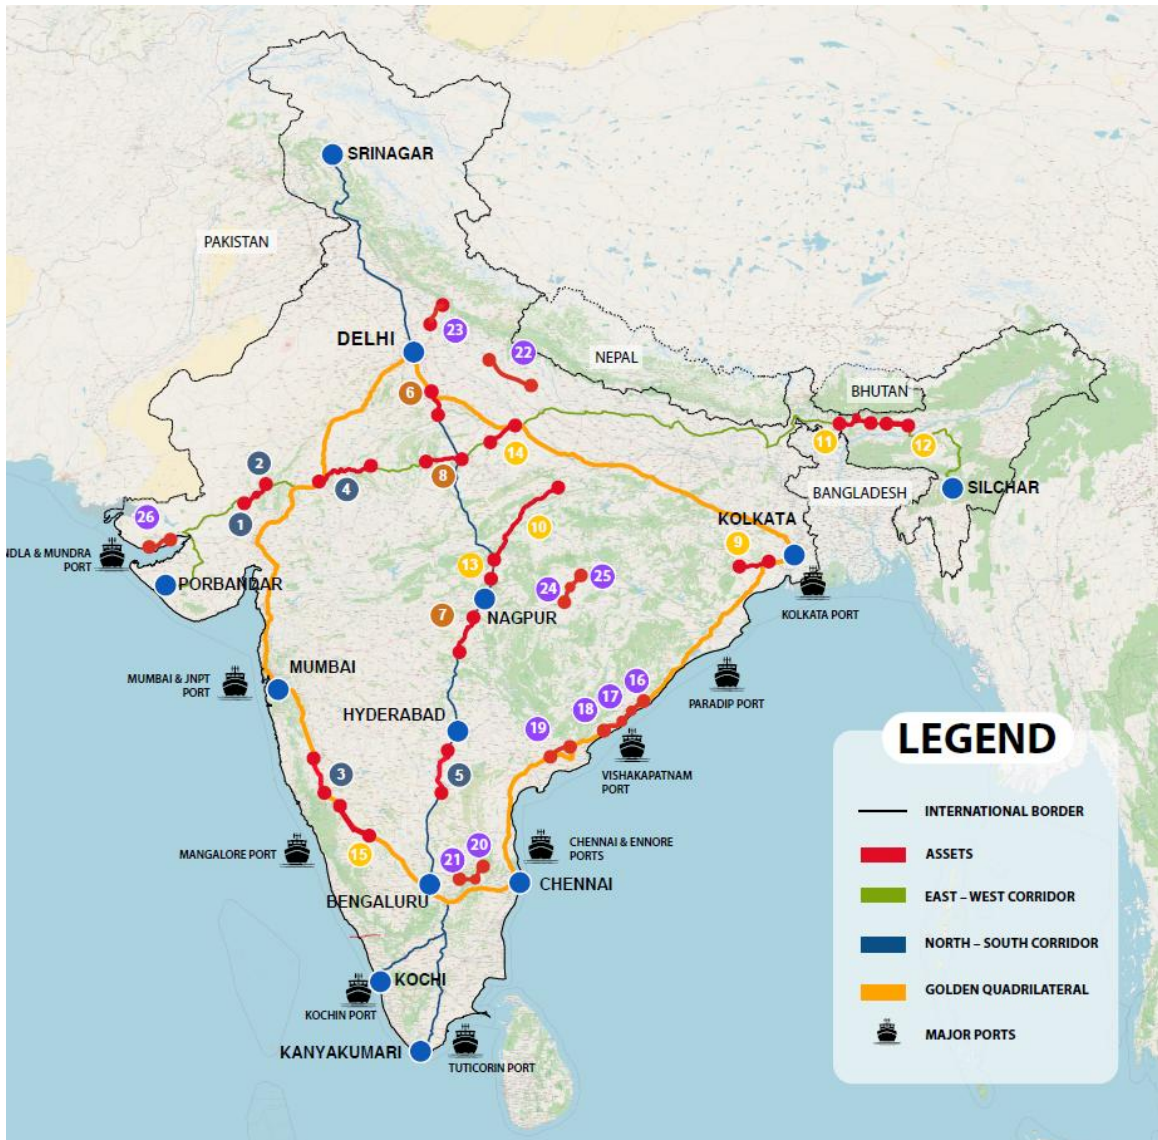 SRINAGAR
PAKISTAN
23
DELHI
22
NEPAL
6
BHUTAN
11
12
14
2
8
4
BANGLADESH
SILCHAR
26
1
10
KOLKATA
9
NDLA & MUNDRA
PORT
13
25
24
PORBANDAR
7
NAGPUR
KOLKATA PORT
MUMBAI
MUMBAI & JNPT
PORT
16
17
18
PARADIP PORT
HYDERABAD
19
3
5
VISHAKAPATNAM
PORT
LEGEND
INTERNATIONAL BORDER
ASSETS
EAST – WEST CORRIDOR
NORTH – SOUTH CORRIDOR
GOLDEN QUADRILATERAL
MAJOR PORTS
MANGALORE PORT
15
20
21
CHENNAI & ENNORE
PORTS
CHENNAI
BENGALURU
KOCHI
KOCHIN PORT
KANYAKUMARI
TUTICORIN PORT